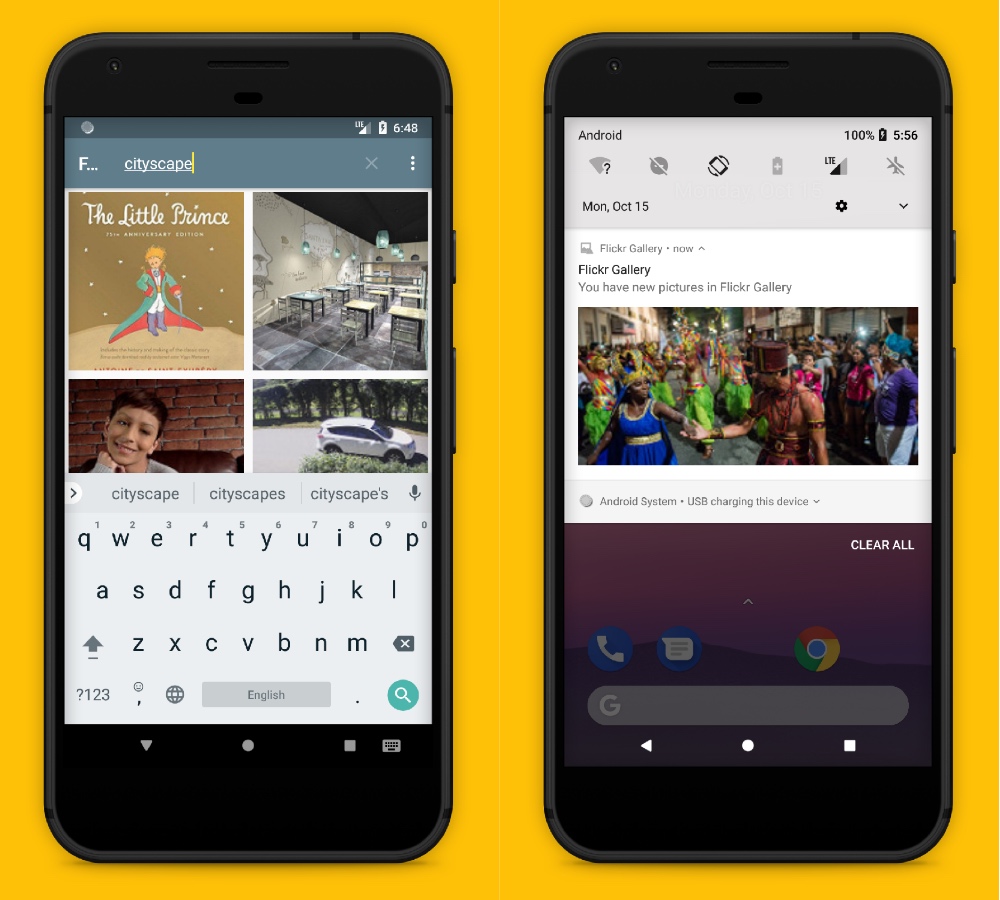 LTE 6:48
F... cityscape
The Little Prince
75TH ANNIVERSARY EDITION
cityscape cityscapes cityscape's
1 2 3 4 5 6 7 8 9 0
q w e r t y u i o p
a s d f g h j k l
z x c v b n m
?123 , English .
Android 100% 5:56
? LTE
Mon, Oct 15
Flickr Gallery • now
Flickr Gallery
You have new pictures in Flickr Gallery
Android System • USB charging this device
CLEAR ALL
G